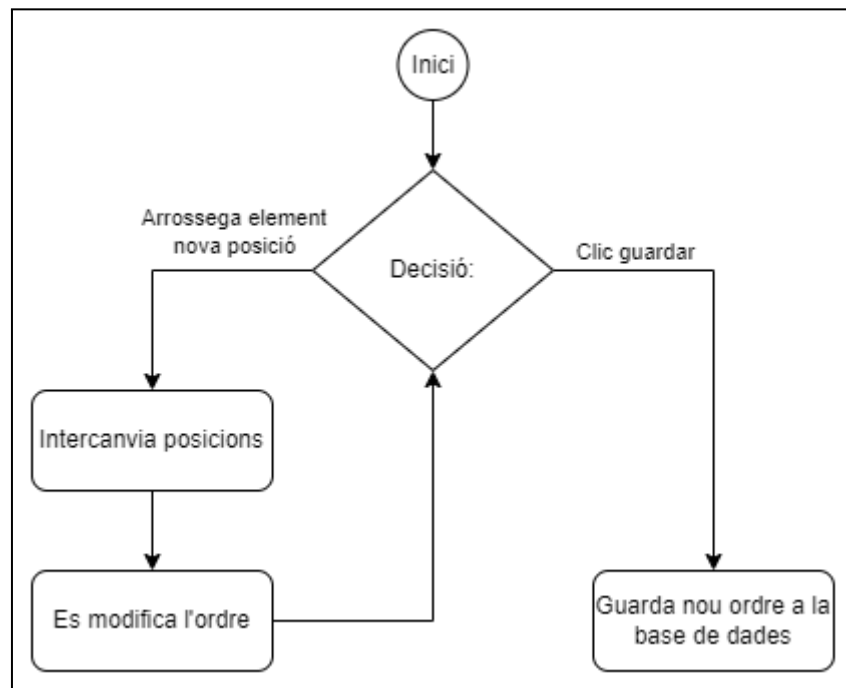 Inici
Arrossega element
nova posició
Decisió:
Clic guardar
Intercanvia posicions
Es modifica l'ordre
Guarda nou ordre a la
base de dades